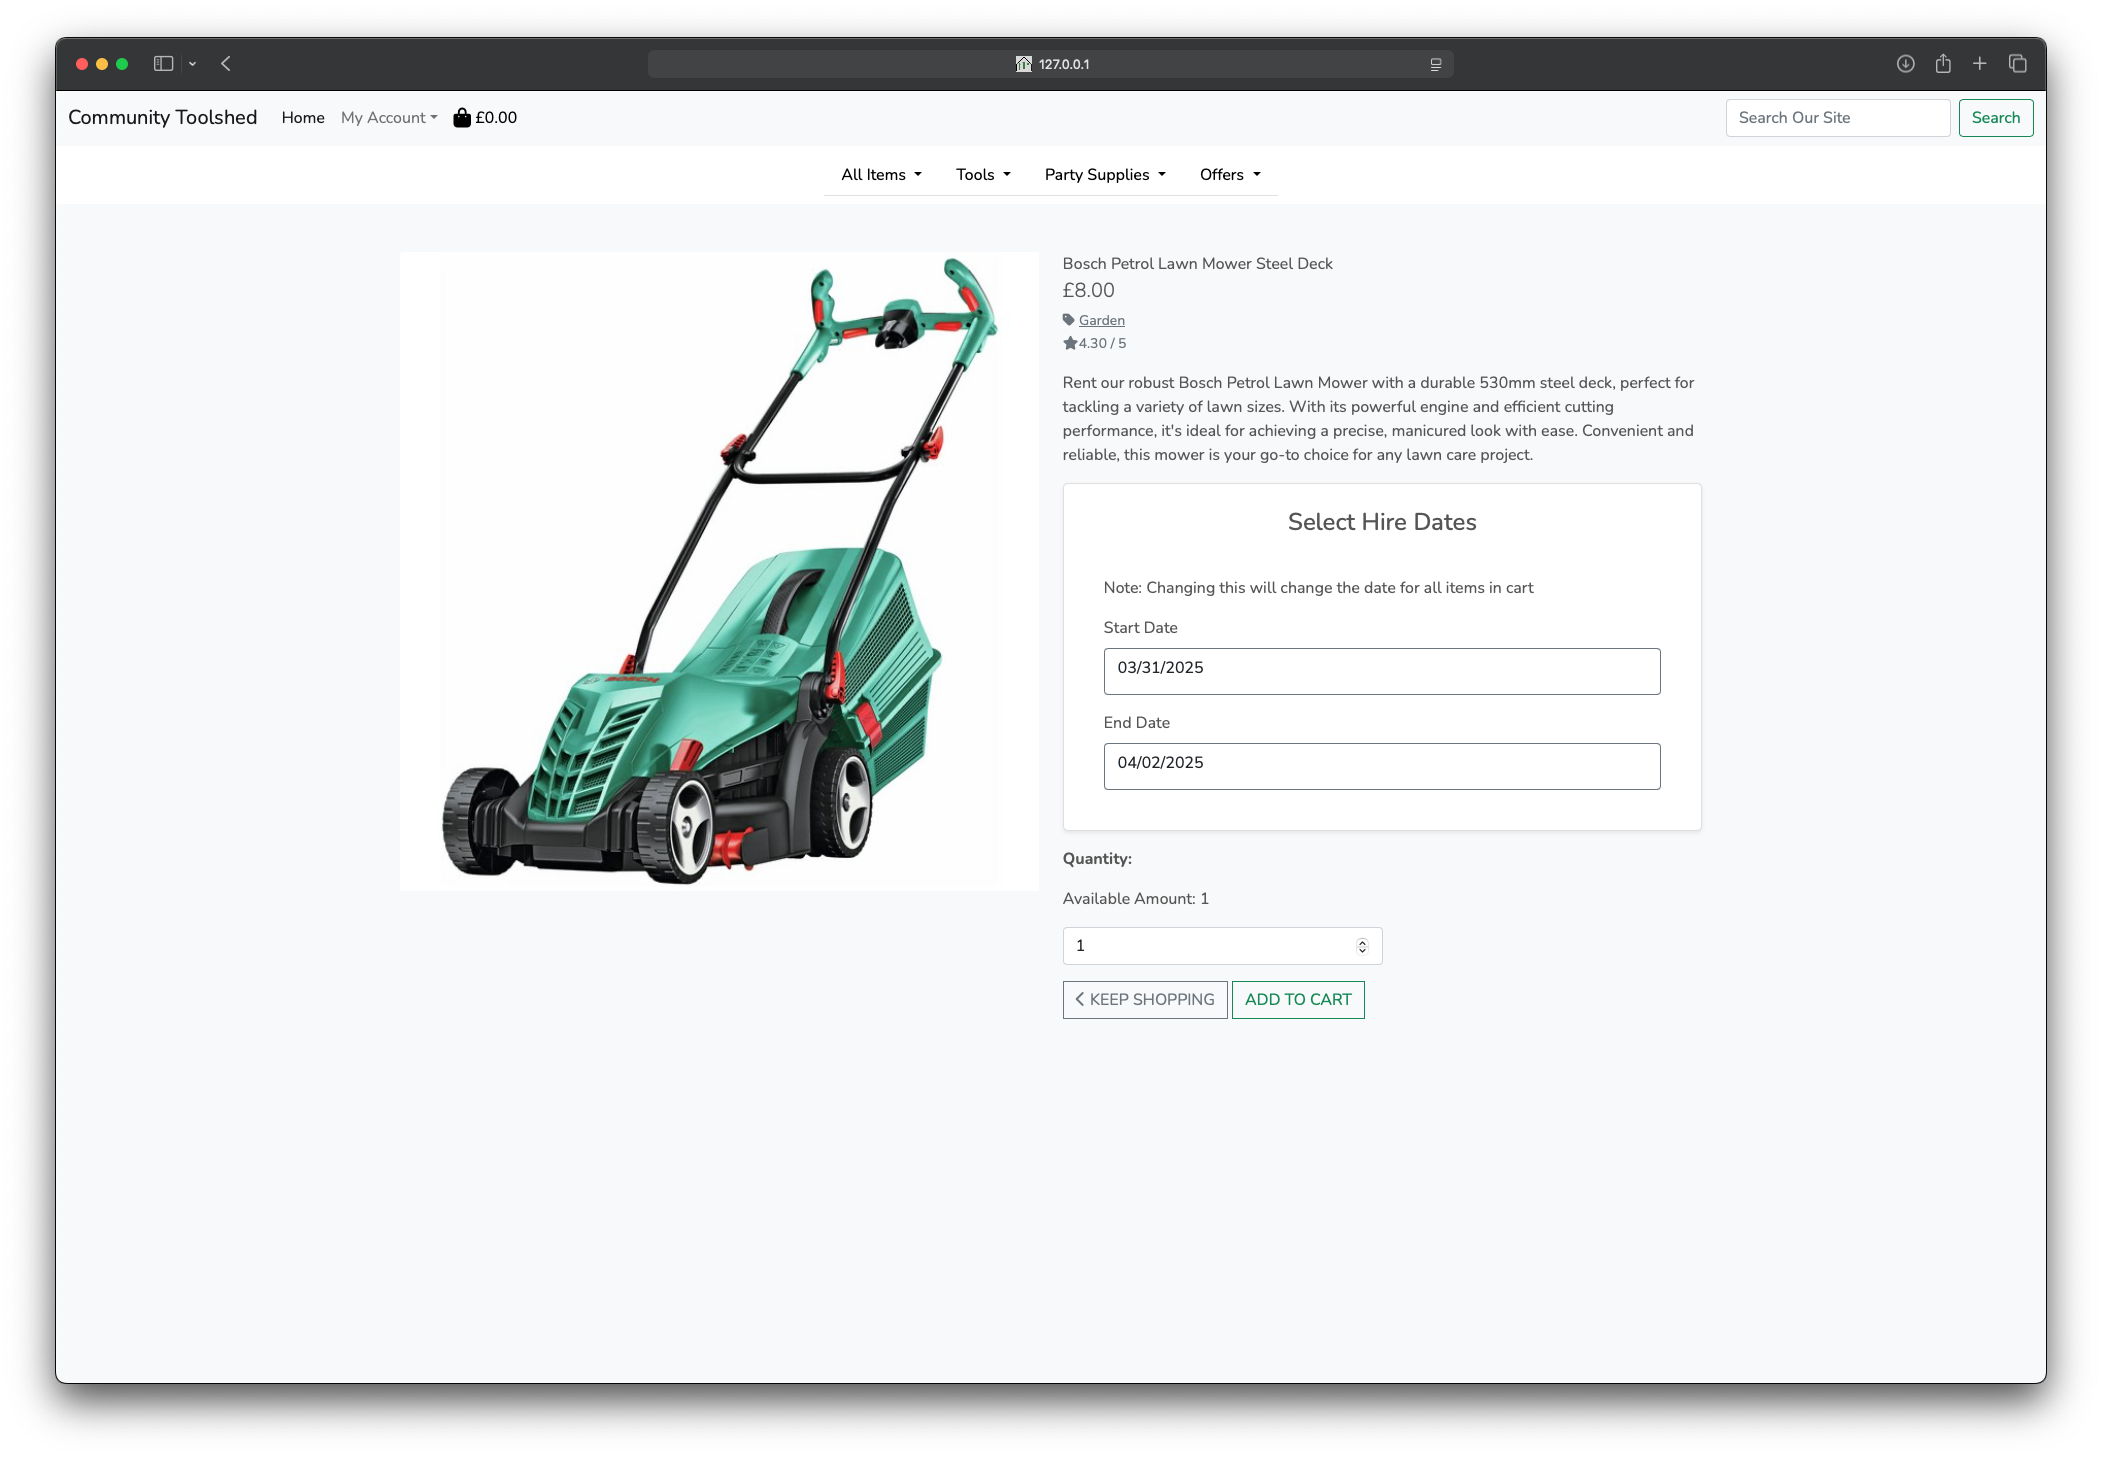 127.0.0.1
Community Toolshed Home My Account £0.00 Search Our Site Search
All Items Tools Party Supplies Offers
Bosch Petrol Lawn Mower Steel Deck
£8.00
Garden
4.30 / 5
Rent our robust Bosch Petrol Lawn Mower with a durable 530mm steel deck, perfect for
tackling a variety of lawn sizes. With its powerful engine and efficient cutting
performance, it's ideal for achieving a precise, manicured look with ease. Convenient and
reliable, this mower is your go-to choice for any lawn care project.
Select Hire Dates
Note: Changing this will change the date for all items in cart
Start Date
03/31/2025
End Date
04/02/2025
BOSCH
Quantity:
Available Amount: 1
1
KEEP SHOPPING ADD TO CART